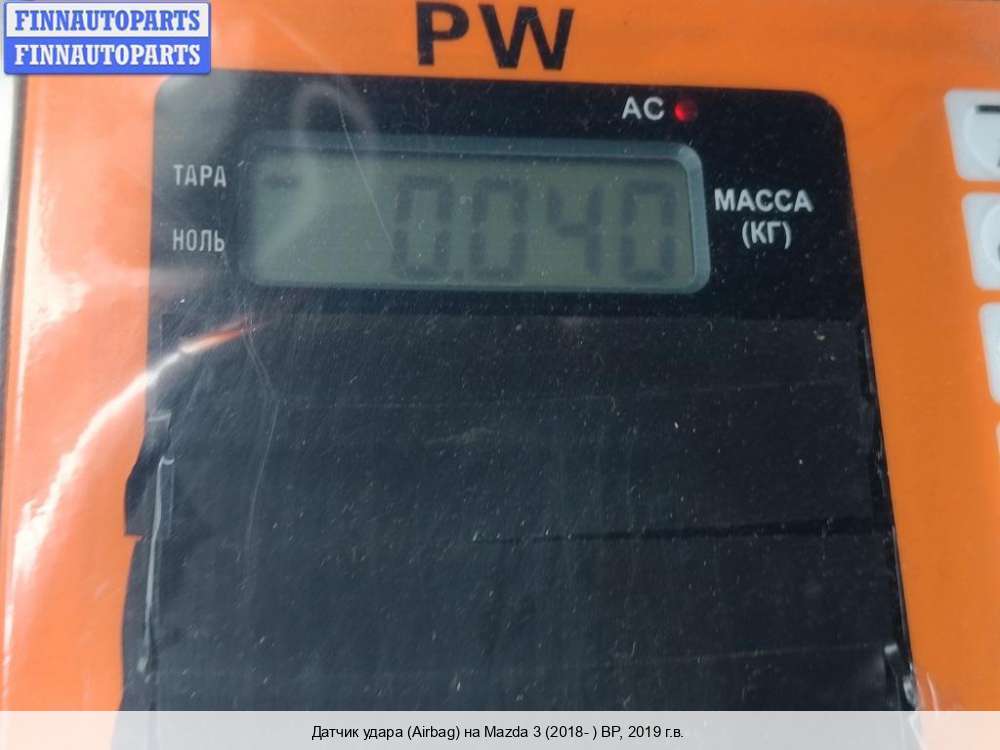 FINNAUTOPARTS
FINNAUTOPARTS
PW
AC
ТАРА
0.040
МАССА
(КГ)
НОЛЬ
Датчик удара (Airbag) на Mazda 3 (2018- ) BP, 2019 г.в.